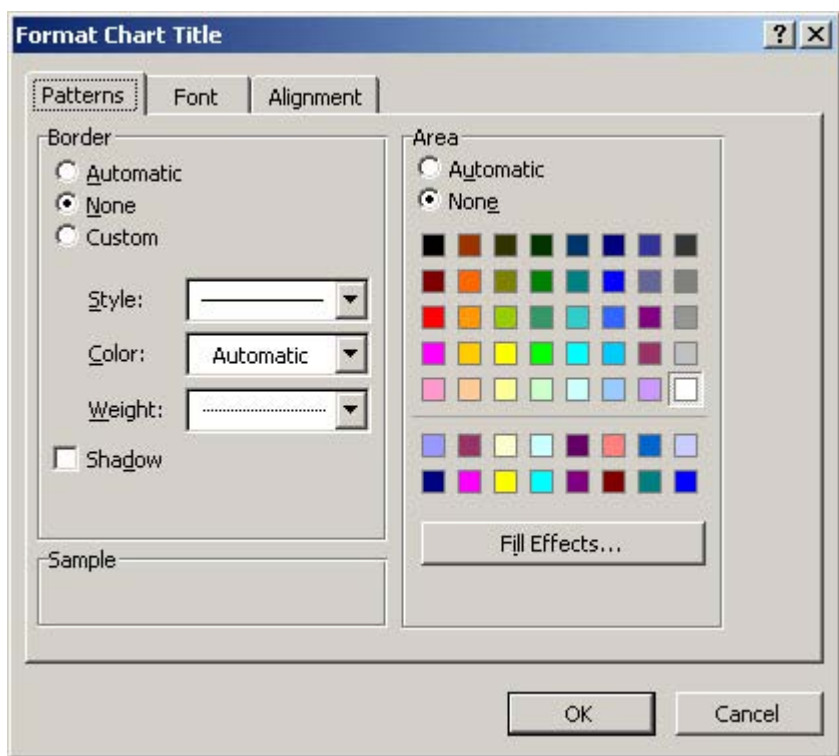 Format Chart Title
Patterns Font Alignment
Border
Automatic
None
Custom
Style:
Color: Automatic
Weight:
Shadow
Sample
Area
Automatic
None
Fill Effects...
OK Cancel